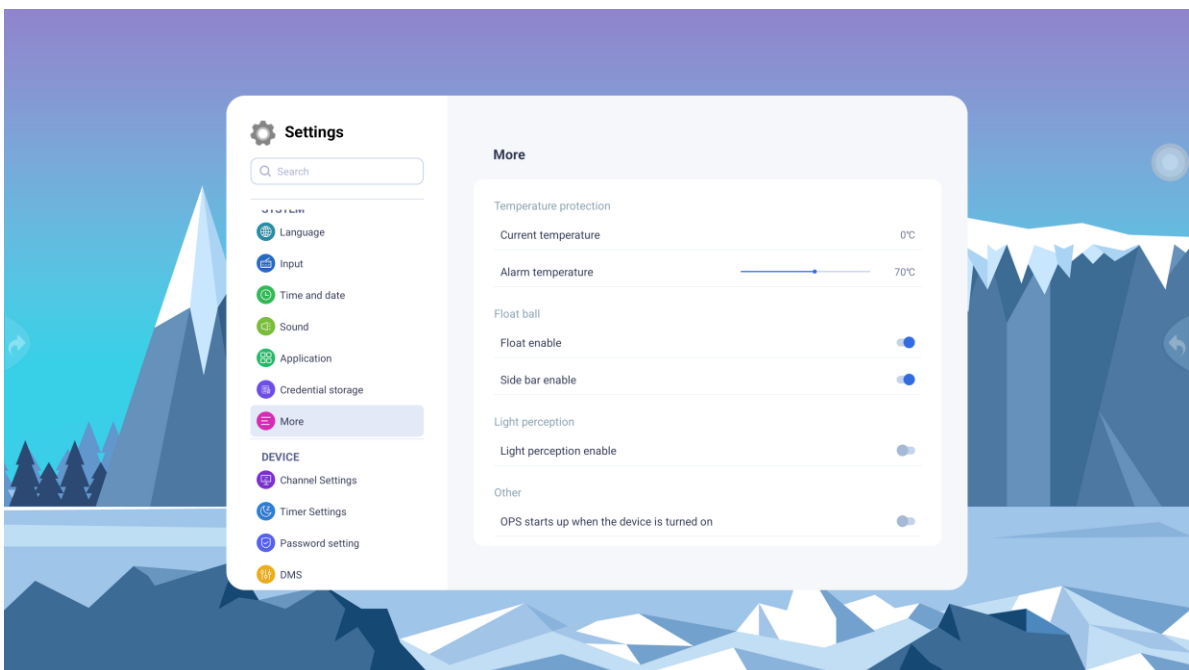 Settings
Search
SYSTEM
Language
Input
Time and date
Sound
Application
Credential storage
More
DEVICE
Channel Settings
Timer Settings
Password setting
DMS
More
Temperature protection
Current temperature 0℃
Alarm temperature 70℃
Float ball
Float enable
Side bar enable
Light perception
Light perception enable
Other
OPS starts up when the device is turned on